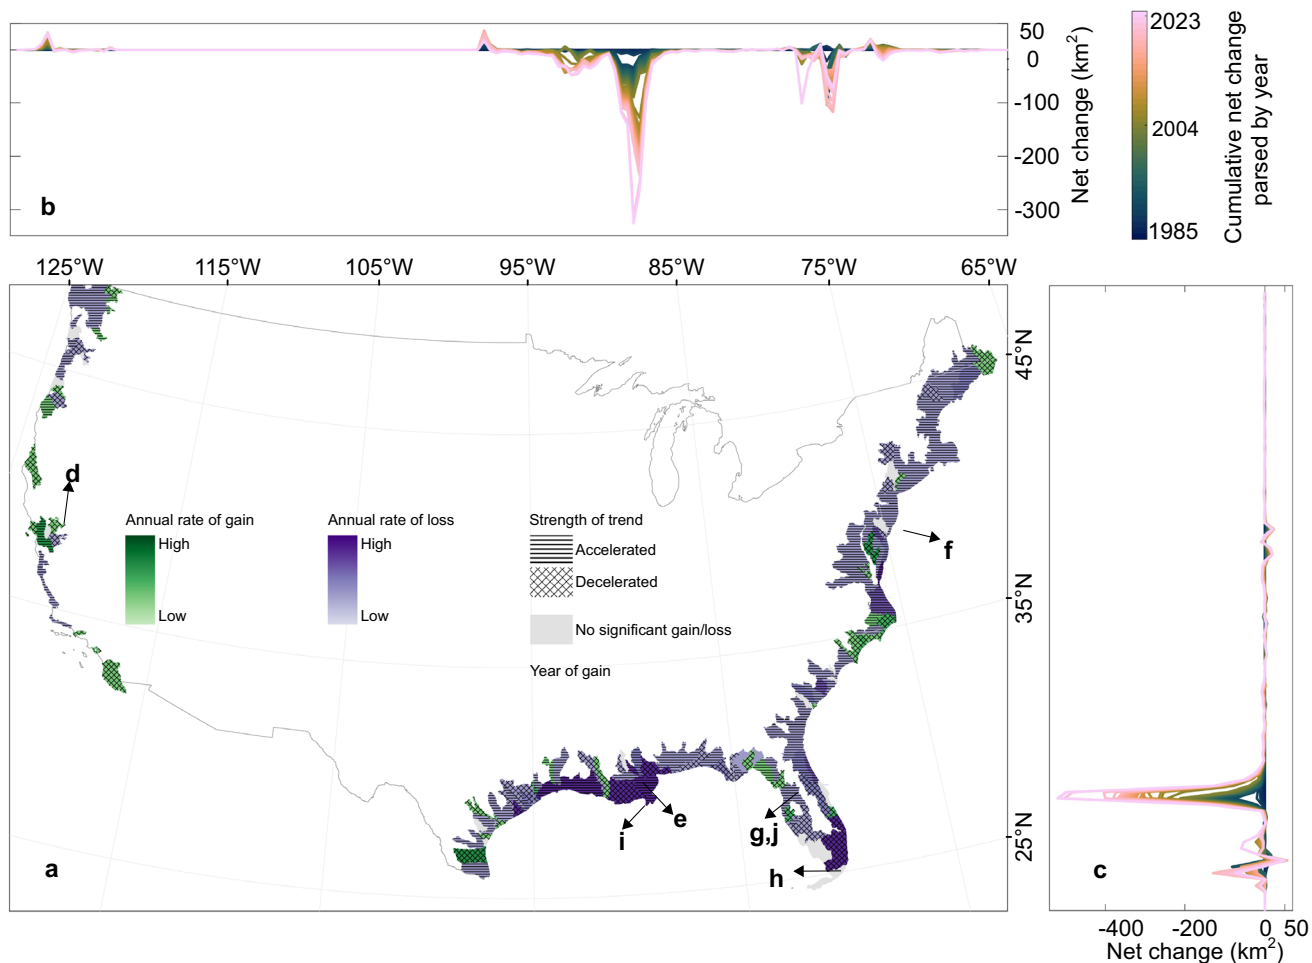 50
0
-100
-200
-300
Net change (km²)
b
2023
2004
1985
Cumulative net change
parsed by year
125°W
115°W
105°W
95°W
85°W
75°W
65°W
45°N
35°N
25°N
d
f
Annual rate of gain
High
Low
Annual rate of loss
High
Low
Strength of trend
Accelerated
Decelerated
No significant gain/loss
Year of gain
e
i
g,j
h
a
c
-400
-200
0
50
Net change (km²)